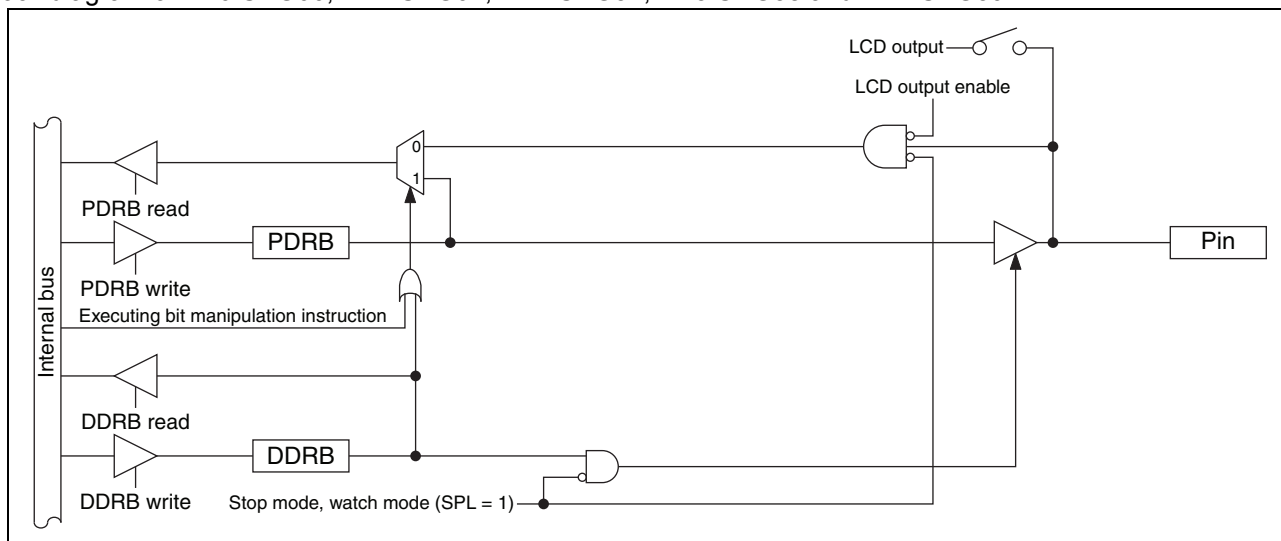 LCD output
LCD output enable
0
1
PDRB read
PDRB
Pin
PDRB write
Executing bit manipulation instruction
Internal bus
DDRB read
DDRB
DDRB write
Stop mode, watch mode (SPL = 1)